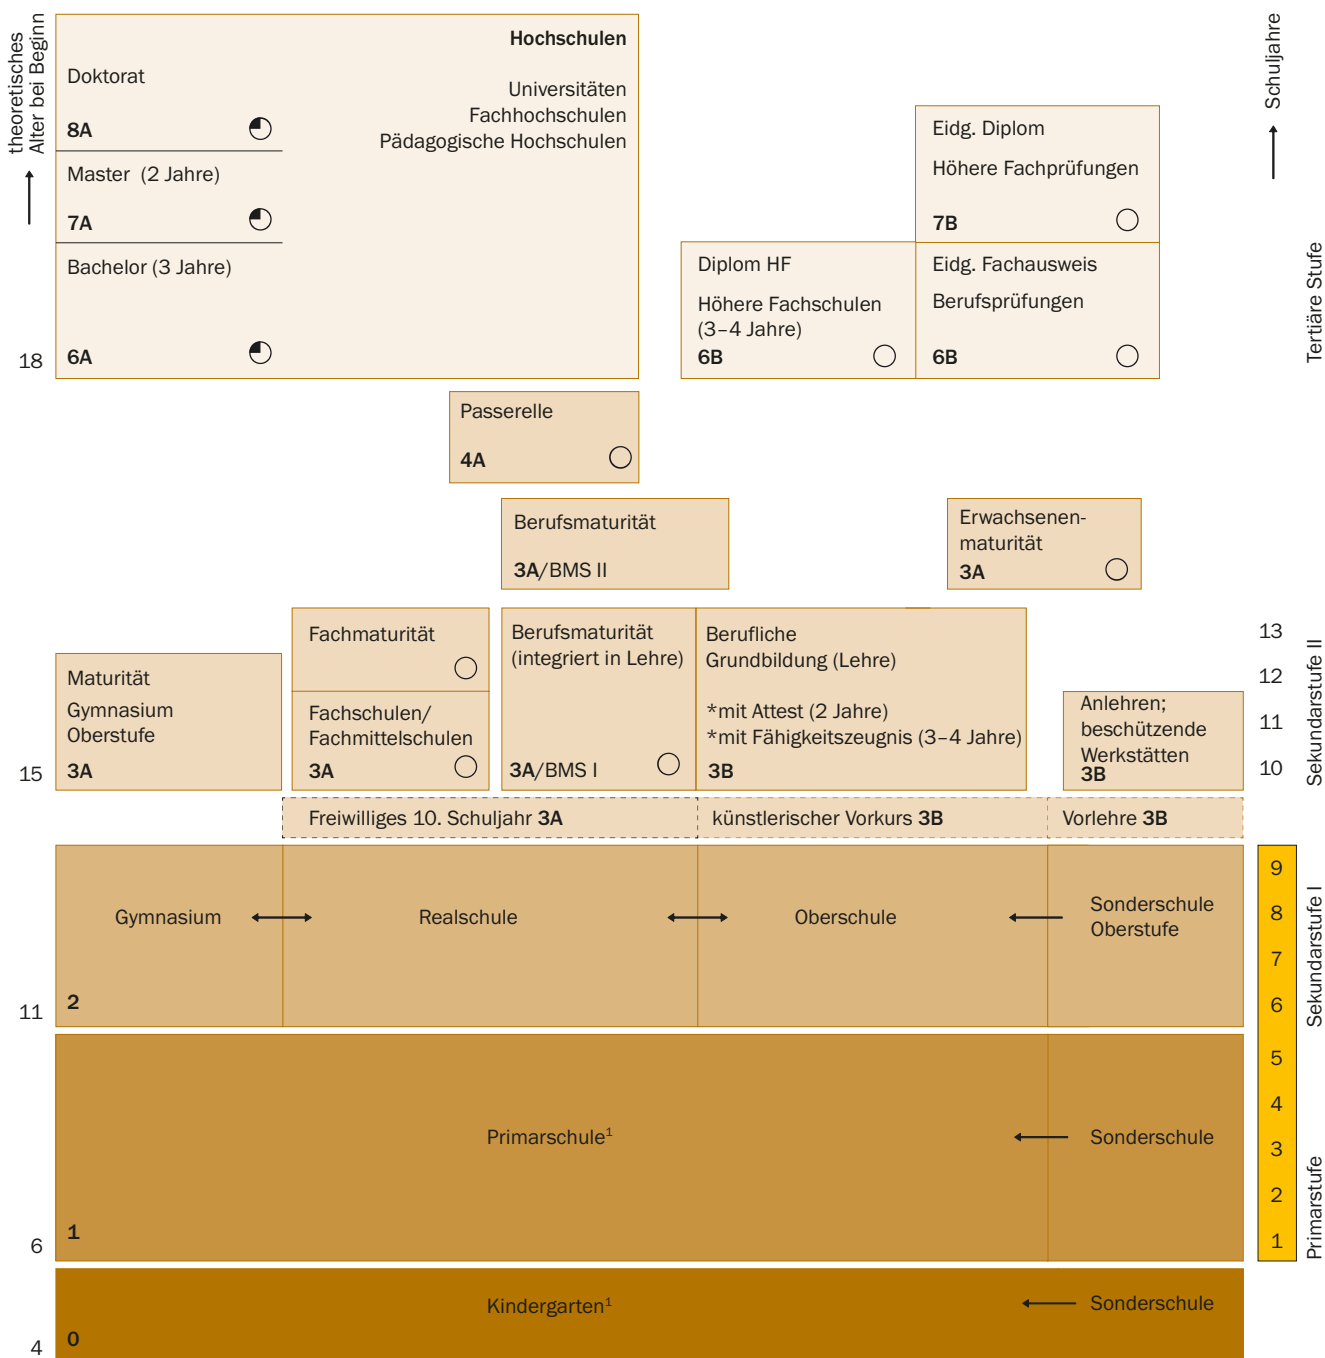 theoretisches
Alter bei Beginn
Schuljahre
Hochschulen
Universitäten
Fachhochschulen
Pädagogische Hochschulen
Doktorat
8A
Master (2 Jahre)
7A
Bachelor (3 Jahre)
6A
18
Eidg. Diplom
Höhere Fachprüfungen
7B
Diplom HF
Höhere Fachschulen
(3–4 Jahre)
6B
Eidg. Fachausweis
Berufsprüfungen
6B
Tertiäre Stufe
Passerelle
4A
Berufsmaturität
3A/BMS II
Erwachsenen-
maturität
3A
Maturität
Gymnasium
Oberstufe
3A
15
Fachmaturität
Fachschulen/
Fachmittelschulen
3A
Berufsmaturität
(integriert in Lehre)
3A/BMS I
Berufliche
Grundbildung (Lehre)
*mit Attest (2 Jahre)
*mit Fähigkeitszeugnis (3–4 Jahre)
3B
Anlehren;
beschützende
Werkstätten
3B
13
12
11
10
Sekundarstufe II
Freiwilliges 10. Schuljahr 3A
künstlerischer Vorkurs 3B
Vorlehre 3B
Gymnasium
Realschule
Oberschule
Sonderschule
Oberstufe
2
11
9
8
7
6
Sekundarstufe I
Primarschule¹
Sonderschule
1
6
5
4
3
2
1
Primarstufe
Kindergarten¹
Sonderschule
0
4